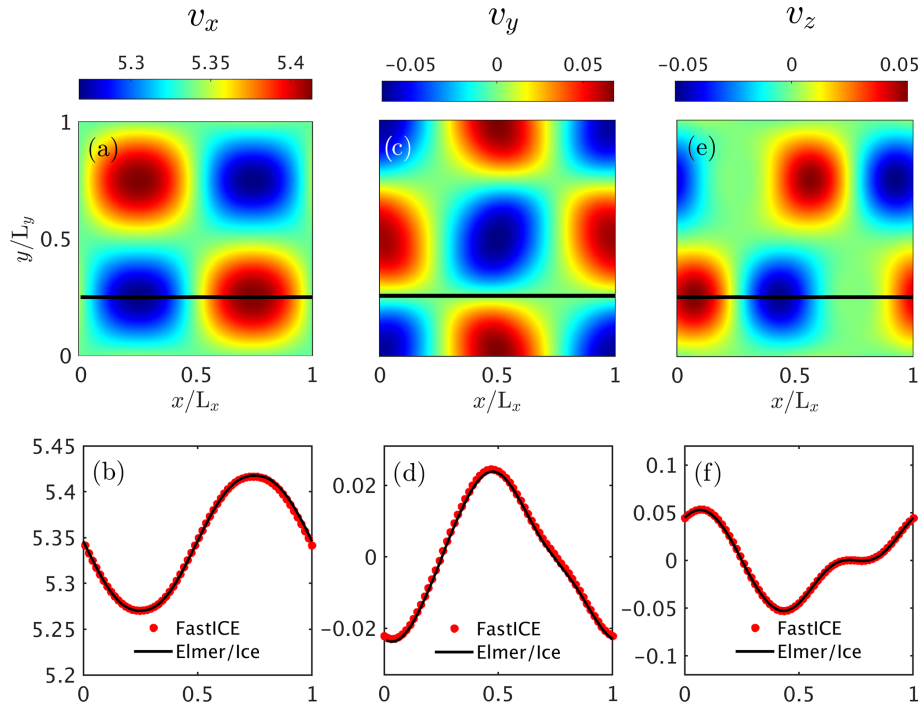 v_x v_y v_z
5.3 5.35 5.4 −0.05 0 0.05 −0.05 0 0.05
1 (a) (c) (e)
y/L_y
0.5
0
0 0.5 1 0 0.5 1 0 0.5 1
x/L_x x/L_x x/L_x
5.45 (b) (d) (f) 0.1
5.4 0.02 0.05
5.35 0 0
5.3 −0.05
5.25 FastICE −0.02 FastICE −0.1 FastICE
5.2 Elmer/Ice Elmer/Ice Elmer/Ice
0 0.5 1 0 0.5 1 0 0.5 1